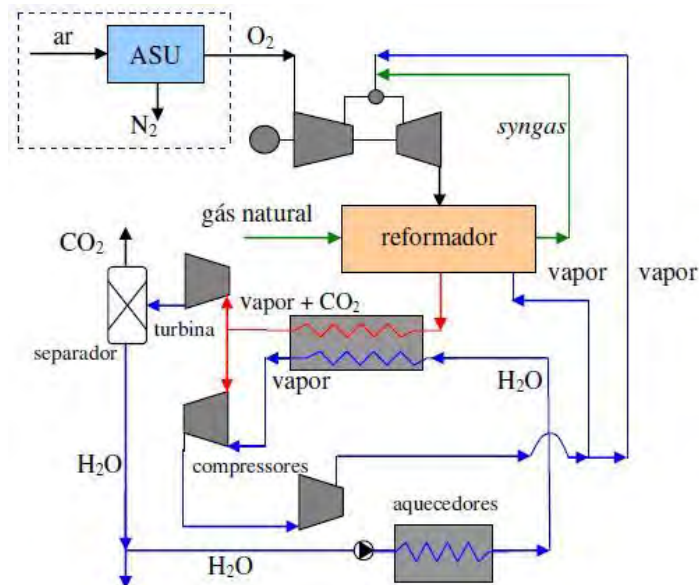 ar
ASU
O₂
N₂
syngas
gás natural
reformador
CO₂
vapor
vapor
vapor + CO₂
turbina
separador
vapor
H₂O
H₂O
compressores
aquecedores
H₂O